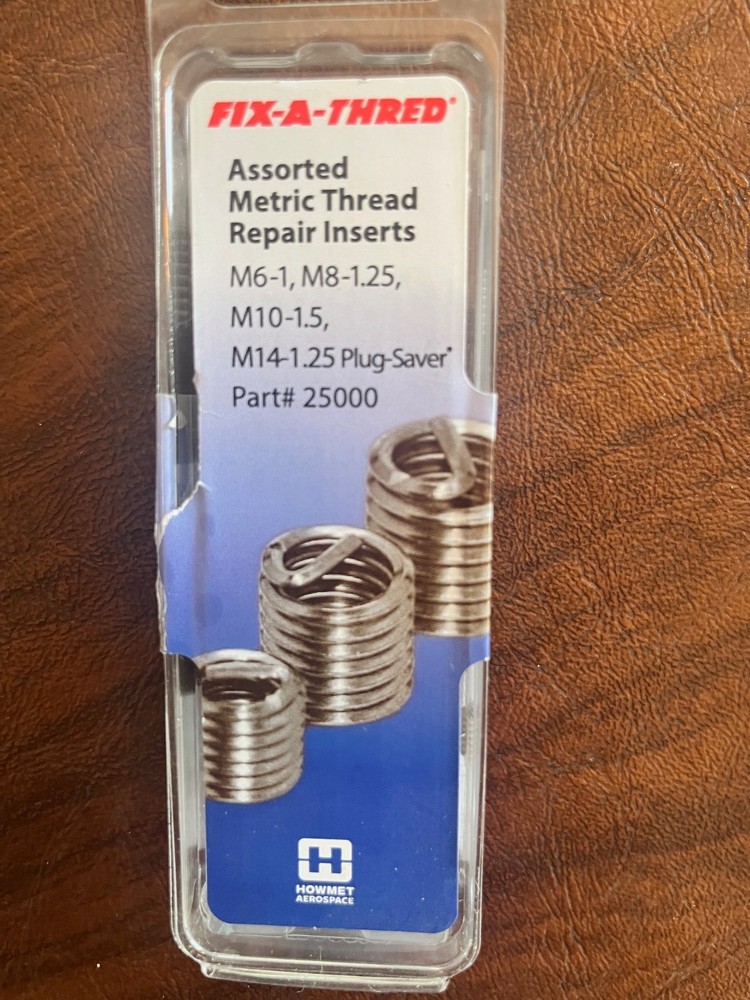 FIX-A-THRED®
Assorted
Metric Thread
Repair Inserts
M6-1, M8-1.25,
M10-1.5,
M14-1.25 Plug-Saver®
Part# 25000
HOWMET
AEROSPACE